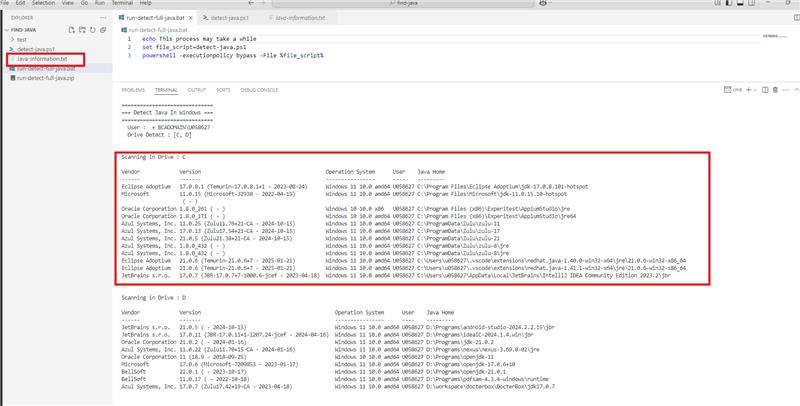 File Edit Selection View Go Run
find-java
EXPLORER
FIND-JAVA
test
detect-java.ps1
Java-Information.txt
run-detect-full-java.bat
run-detect-full-java.zip
run-detect-full-java.bat
detect-java.ps1
Java-Information.txt
run-detect-full-java.bat
1 echo This process may take a while
2 set file_script=detect-java.ps1
3 powershell -executionpolicy bypass -File %file_script%
PROBLEMS TERMINAL OUTPUT PORTS DEBUG CONSOLE
cmd
==============================
=== Detect Java In Windows ===
==============================
User : + BCADOMAIN\U058627
Drive Detect : [C, D]
Scanning in Drive : C
Vendor Version Operation System User Java Home
------ ------- ---------------- ---- ---------
Eclipse Adoptium 17.0.8.1 (Temurin-17.0.8.1+1 - 2023-08-24) Windows 11 10.0 amd64 U058627 C:\Program Files\Eclipse Adoptium\jdk-17.0.8.101-hotspot
Microsoft 11.0.15 (Microsoft-32930 - 2022-04-19) Windows 11 10.0 amd64 U058627 C:\Program Files\Microsoft\jdk-11.0.15.10-hotspot
( - )
Oracle Corporation 1.8.0_261 ( - ) Windows 10 10.0 x86 U058627 C:\Program Files (x86)\Experitest\AppiumStudio\jre
Oracle Corporation 1.8.0_171 ( - ) Windows 10 10.0 amd64 U058627 C:\Program Files (x86)\Experitest\AppiumStudio\jre64
Azul Systems, Inc. 11.0.25 (Zulu11.76+21-CA - 2024-10-15) Windows 11 10.0 amd64 U058627 C:\ProgramData\Zulu\zulu-11
Azul Systems, Inc. 17.0.13 (Zulu17.54+21-CA - 2024-10-15) Windows 11 10.0 amd64 U058627 C:\ProgramData\Zulu\zulu-17
Azul Systems, Inc. 21.0.5 (Zulu21.38+21-CA - 2024-10-15) Windows 11 10.0 amd64 U058627 C:\ProgramData\Zulu\zulu-21
Azul Systems, Inc. 1.8.0_432 ( - ) Windows 11 10.0 amd64 U058627 C:\ProgramData\Zulu\zulu-8\jre
Azul Systems, Inc. 1.8.0_432 ( - ) Windows 11 10.0 amd64 U058627 C:\ProgramData\Zulu\zulu-8\jre
Eclipse Adoptium 21.0.6 (Temurin-21.0.6+7 - 2025-01-21) Windows 11 10.0 amd64 U058627 C:\Users\u058627\.vscode\extensions\redhat.java-1.40.0-win32-x64\jre\21.0.6-win32-x86_64
Eclipse Adoptium 21.0.6 (Temurin-21.0.6+7 - 2025-01-21) Windows 11 10.0 amd64 U058627 C:\Users\u058627\.vscode\extensions\redhat.java-1.41.1-win32-x64\jre\21.0.6-win32-x86_64
JetBrains s.r.o. 17.0.7 (JBR-17.0.7+7-1000.6-jcef - 2023-04-18) Windows 11 10.0 amd64 U058627 C:\Users\u058627\AppData\Local\JetBrains\IntelliJ IDEA Community Edition 2023.2\jbr
Scanning in Drive : D
Vendor Version Operation System User Java Home
------ ------- ---------------- ---- ---------
JetBrains s.r.o. 21.0.5 ( - 2024-10-15) Windows 11 10.0 amd64 U058627 D:\Programs\android-studio-2024.2.2.15\jbr
JetBrains s.r.o. 17.0.11 (JBR-17.0.11+1-1207.24-jcef - 2024-04-16) Windows 11 10.0 amd64 U058627 D:\Programs\ideaIC-2024.1.4.win\jbr
Oracle Corporation 21.0.2 ( - 2024-01-16) Windows 11 10.0 amd64 U058627 D:\Programs\jdk-21.0.2
Azul Systems, Inc. 11.0.22 (Zulu11.70+15-CA - 2024-01-16) Windows 11 10.0 amd64 U058627 D:\Programs\nexus\nexus-3.69.0-02\jre
Oracle Corporation 11 (18.9 - 2018-09-25) Windows 11 10.0 amd64 U058627 D:\Programs\openjdk-11
Microsoft 17.0.6 (Microsoft-7209853 - 2023-01-17) Windows 11 10.0 amd64 U058627 D:\Programs\openjdk-17.0.6+10
BellSoft 21.0.1 ( - 2023-10-17) Windows 11 10.0 amd64 U058627 D:\Programs\openjdk-21.0.1
BellSoft 11.0.17 ( - 2022-10-18) Windows 11 10.0 amd64 U058627 D:\Programs\pdfsam-4.3.4-windows\runtime
Azul Systems, Inc. 17.0.7 (Zulu17.42+19-CA - 2023-04-18) Windows 11 10.0 amd64 U058627 D:\workspace\docterbox\DocterBox\jdk17.0.7